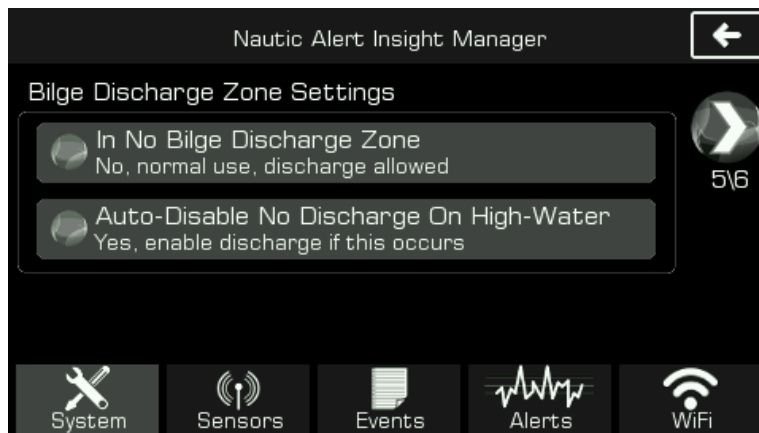 Nautic Alert Insight Manager
Bilge Discharge Zone Settings
In No Bilge Discharge Zone
No, normal use, discharge allowed
5\6
Auto-Disable No Discharge On High-Water
Yes, enable discharge if this occurs
System
Sensors
Events
Alerts
WiFi